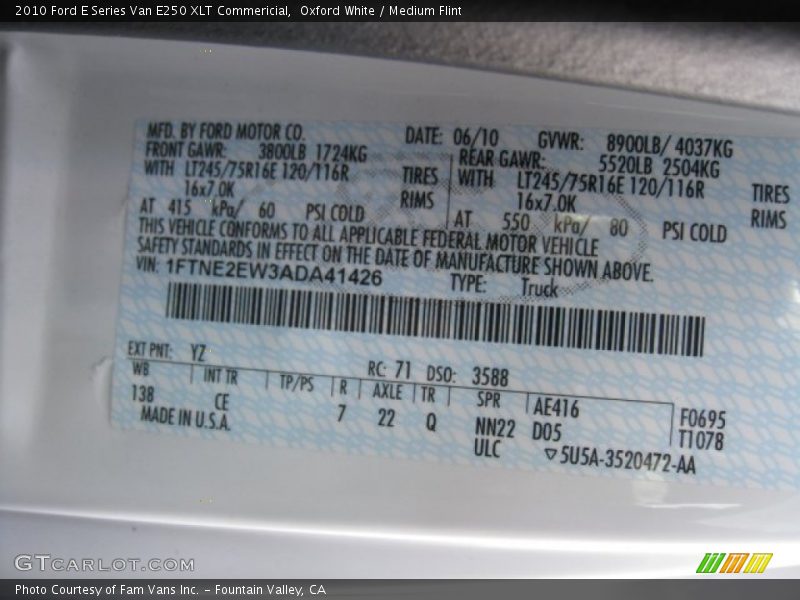 2010 Ford E Series Van E250 XLT Commericial, Oxford White / Medium Flint
MFD. BY FORD MOTOR CO.
DATE: 06/10 GVWR: 8900LB/ 4037KG
FRONT GAWR: 3800LB 1724KG
REAR GAWR: 5520LB 2504KG
WITH LT245/75R16E 120/116R TIRES
WITH LT245/75R16E 120/116R TIRES
16x7.0K RIMS
16x7.0K RIMS
AT 415 kPa/ 60 PSI COLD
AT 550 kPa/ 80 PSI COLD
THIS VEHICLE CONFORMS TO ALL APPLICABLE FEDERAL MOTOR VEHICLE
SAFETY STANDARDS IN EFFECT ON THE DATE OF MANUFACTURE SHOWN ABOVE.
VIN: 1FTNE2EW3ADA41426 TYPE: Truck
EXT PNT: YZ RC: 71 DSO: 3588
WB INT TR TP/PS R AXLE TR SPR AE416 F0695
138 CE 7 22 Q NN22 D05 T1078
MADE IN U.S.A. ULC ▽5U5A-3520472-AA
GTCARLOT.COM
Photo Courtesy of Fam Vans Inc. - Fountain Valley, CA